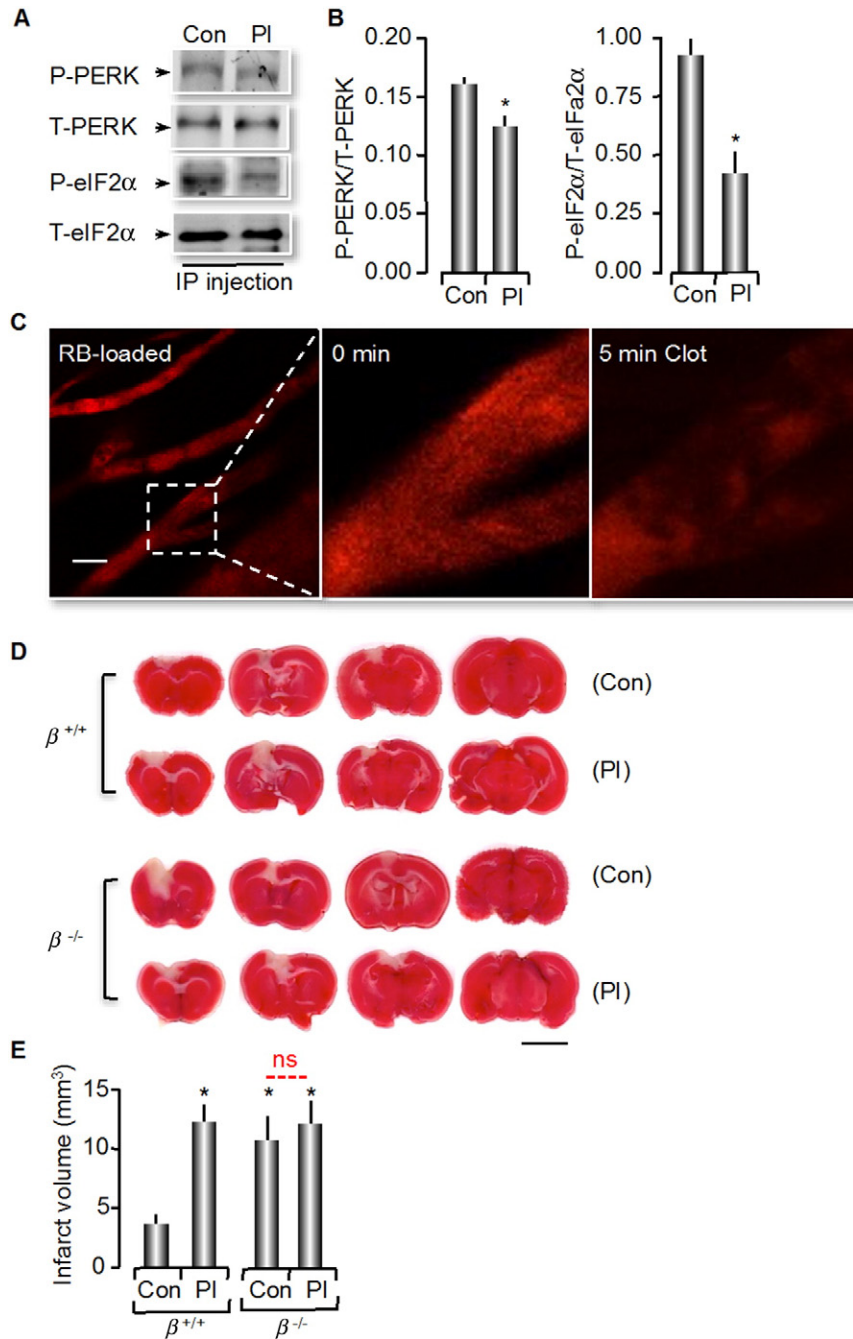 A
Con PI
P-PERK
T-PERK
P-eIF2α
T-eIF2α
IP injection
B
P-PERK/T-PERK
0.20
0.15
0.10
0.05
0.00
*
Con PI
P-eIF2α/T-eIFa2α
1.00
0.75
0.50
0.25
0.00
*
Con PI
C
RB-loaded
0 min
5 min Clot
D
β +/+
(Con)
(PI)
β -/-
(Con)
(PI)
E
ns
Infarct volume (mm³)
15
10
5
0
* * *
Con PI Con PI
β +/+ β -/-